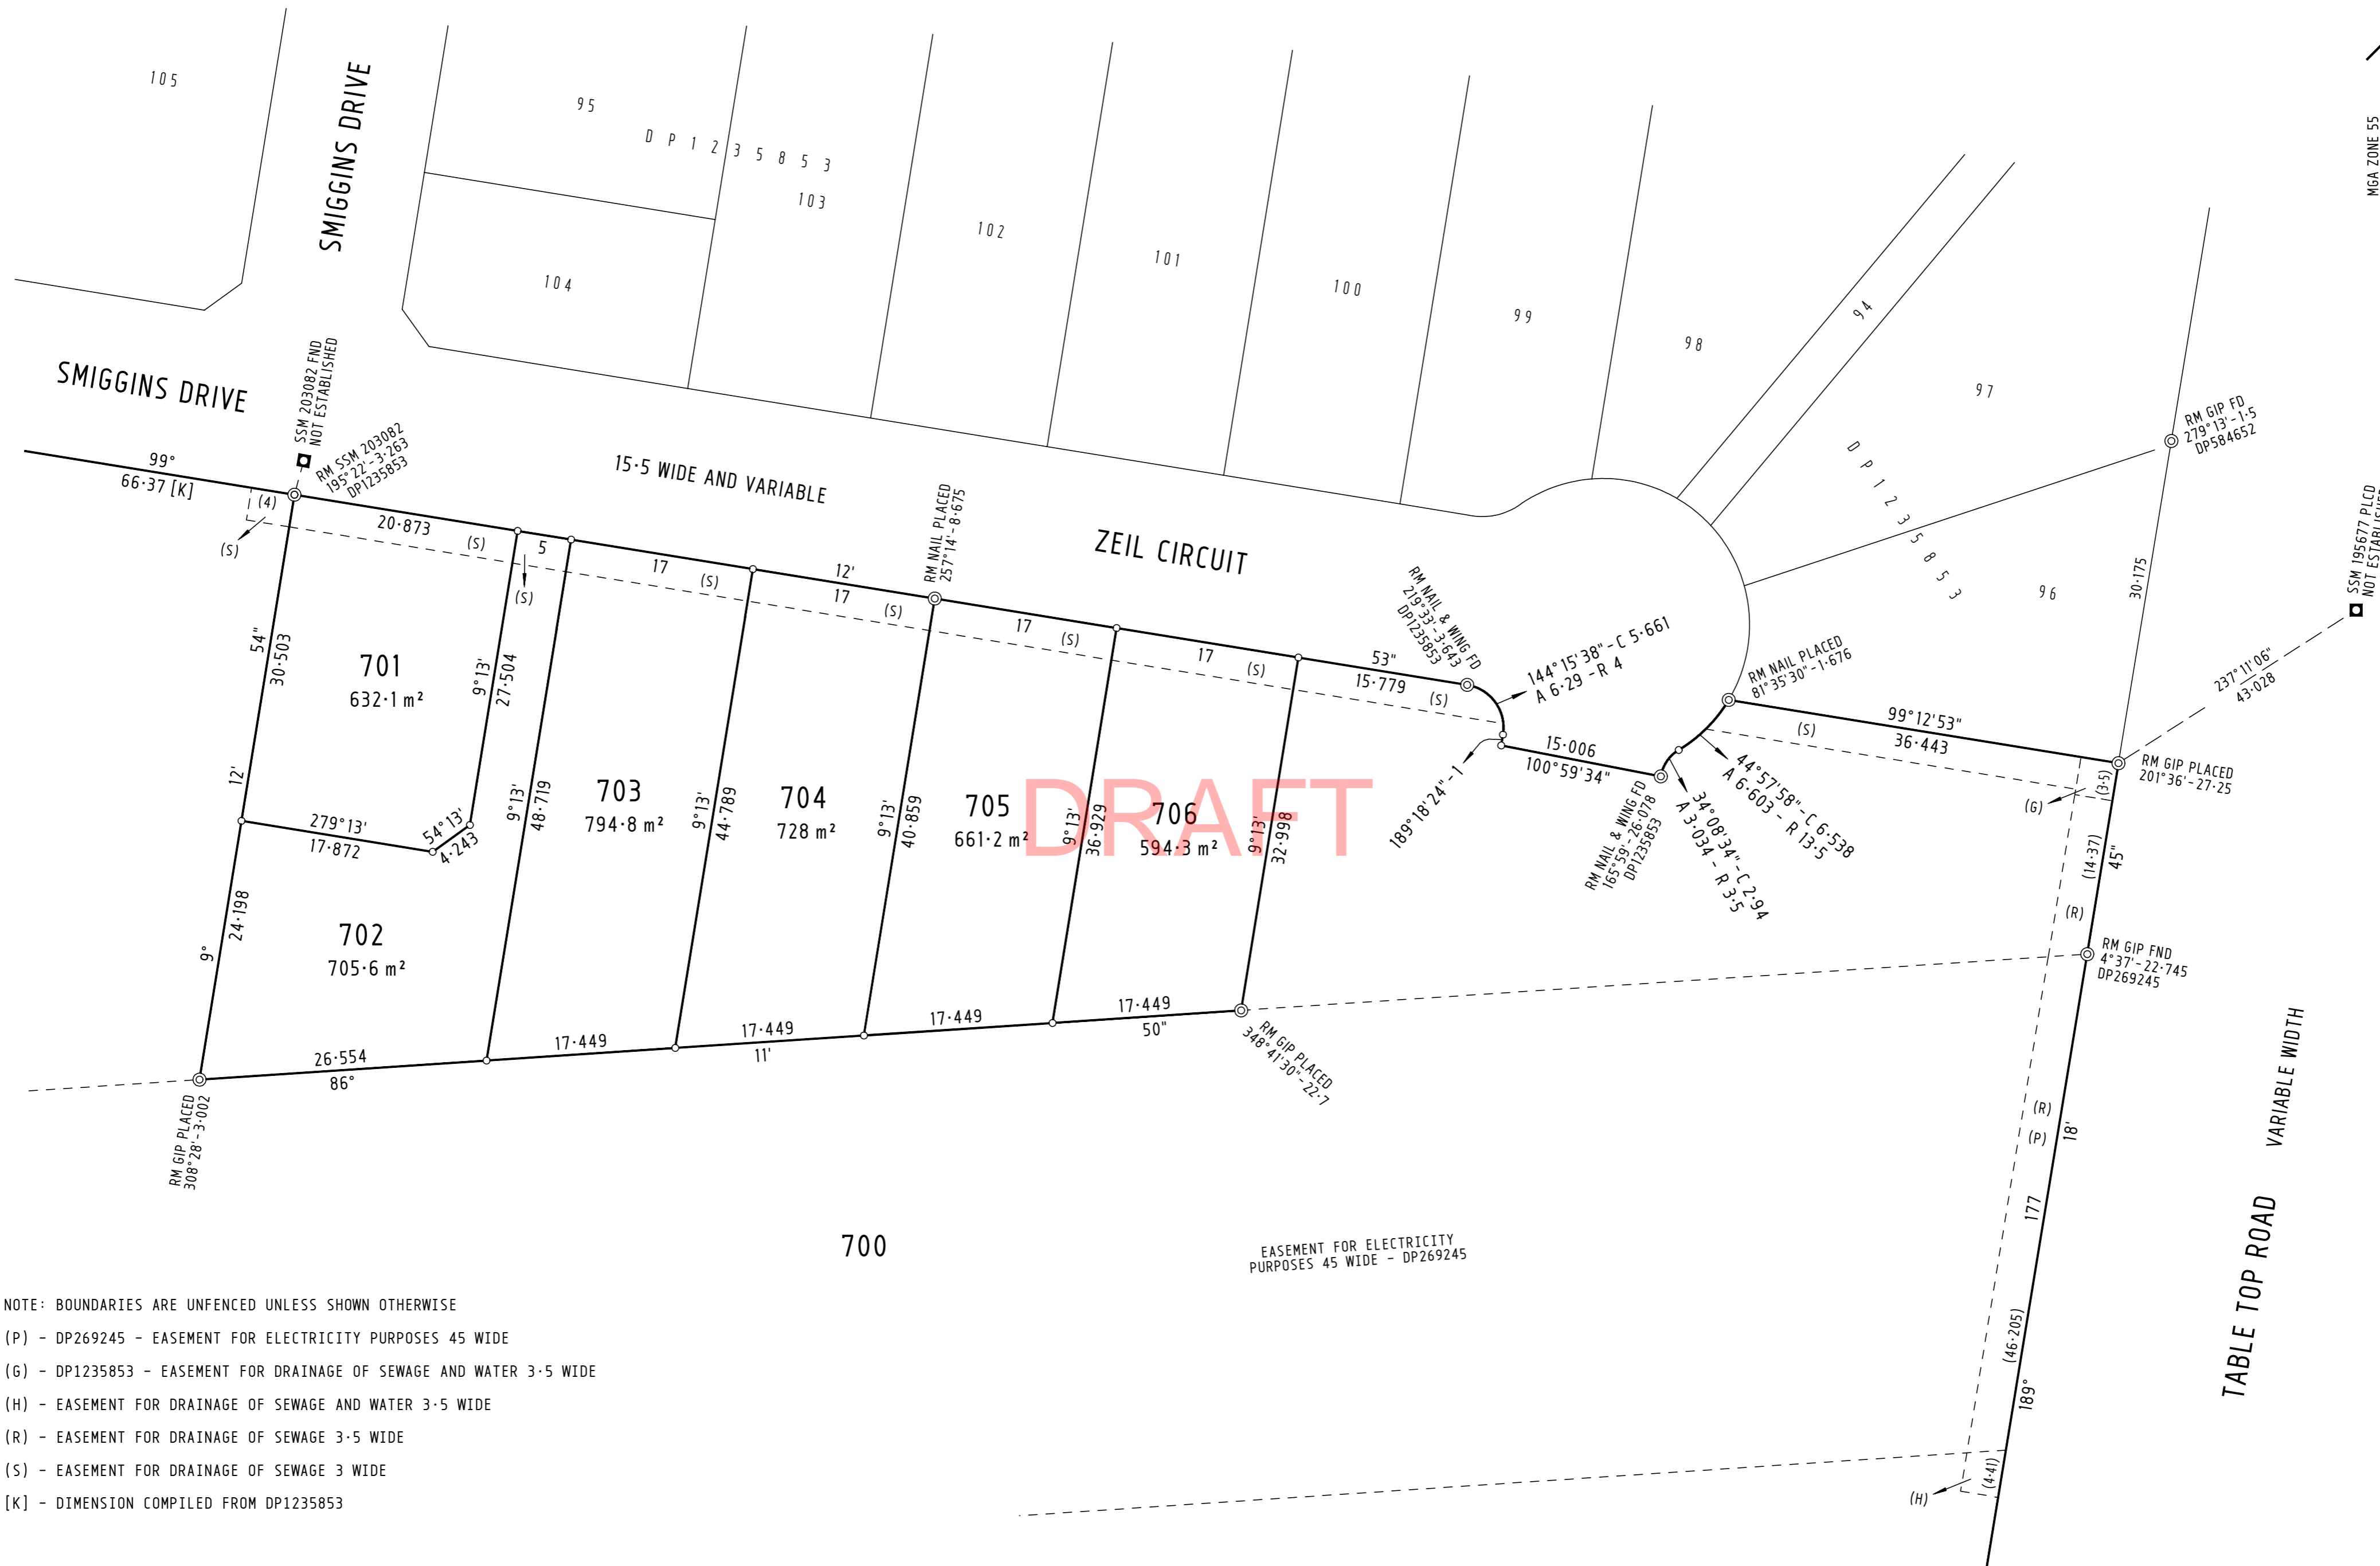 105
SMIGGINS DRIVE
95
DP1235853
103
104
102
101
100
99
98
94
97
96
DP1235853
MGA ZONE 55
SMIGGINS DRIVE
SSM 203082 FND
NOT ESTABLISHED
RM SSM 203082
195°22'-3·263
DP1235853
99°
66·37 [K]
(4)
(S)
20·873
(S)
5
(S)
15·5 WIDE AND VARIABLE
ZEIL CIRCUIT
17
(S)
12'
17
(S)
RM NAIL PLACED
257°14'-8·675
17
(S)
17
(S)
53"
15·779
(S)
RM NAIL & WING FD
219°33'-3·643
DP1235853
144°15'38"-C 5·661
A 6·29 -R 4
189°18'24"-1
15·006
100°59'34"
RM NAIL & WING FD
165°59'-26·078
DP1235853
34°08'34"-C 2·94
A 3·034 - R 3·5
44°57'58"-C 6·538
A 6·603 - R 13·5
RM NAIL PLACED
81°35'30"-1·676
99°12'53"
36·443
(S)
RM GIP FD
279°13'-1·5
DP584652
30·175
SSM 195677 PLCD
237°11'06"
43·028
RM GIP PLACED
201°36'-27·25
(G)
(3·5)
(14·37)
45"
(R)
RM GIP FND
4°37'-22·745
DP269245
54"
30·503
701
632·1 m²
9°13'
27·504
12'
279°13'
17·872
54°13'
4·243
9°13'
48·719
703
794·8 m²
9°13'
44·789
704
728 m²
9°13'
40·859
705
661·2 m²
9°13'
36·929
706
594·3 m²
9°13'
32·998
DRAFT
24·198
9°
702
705·6 m²
26·554
86°
17·449
17·449
11'
17·449
17·449
50"
RM GIP PLACED
308°28'-3·002
RM GIP PLACED
348°41'30"-22·7
(R)
(P)
18'
177
(46·205)
189°
(4·41)
(H)
TABLE TOP ROAD
VARIABLE WIDTH
700
EASEMENT FOR ELECTRICITY
PURPOSES 45 WIDE - DP269245
NOTE: BOUNDARIES ARE UNFENCED UNLESS SHOWN OTHERWISE
(P) - DP269245 - EASEMENT FOR ELECTRICITY PURPOSES 45 WIDE
(G) - DP1235853 - EASEMENT FOR DRAINAGE OF SEWAGE AND WATER 3·5 WIDE
(H) - EASEMENT FOR DRAINAGE OF SEWAGE AND WATER 3·5 WIDE
(R) - EASEMENT FOR DRAINAGE OF SEWAGE 3·5 WIDE
(S) - EASEMENT FOR DRAINAGE OF SEWAGE 3 WIDE
[K] - DIMENSION COMPILED FROM DP1235853